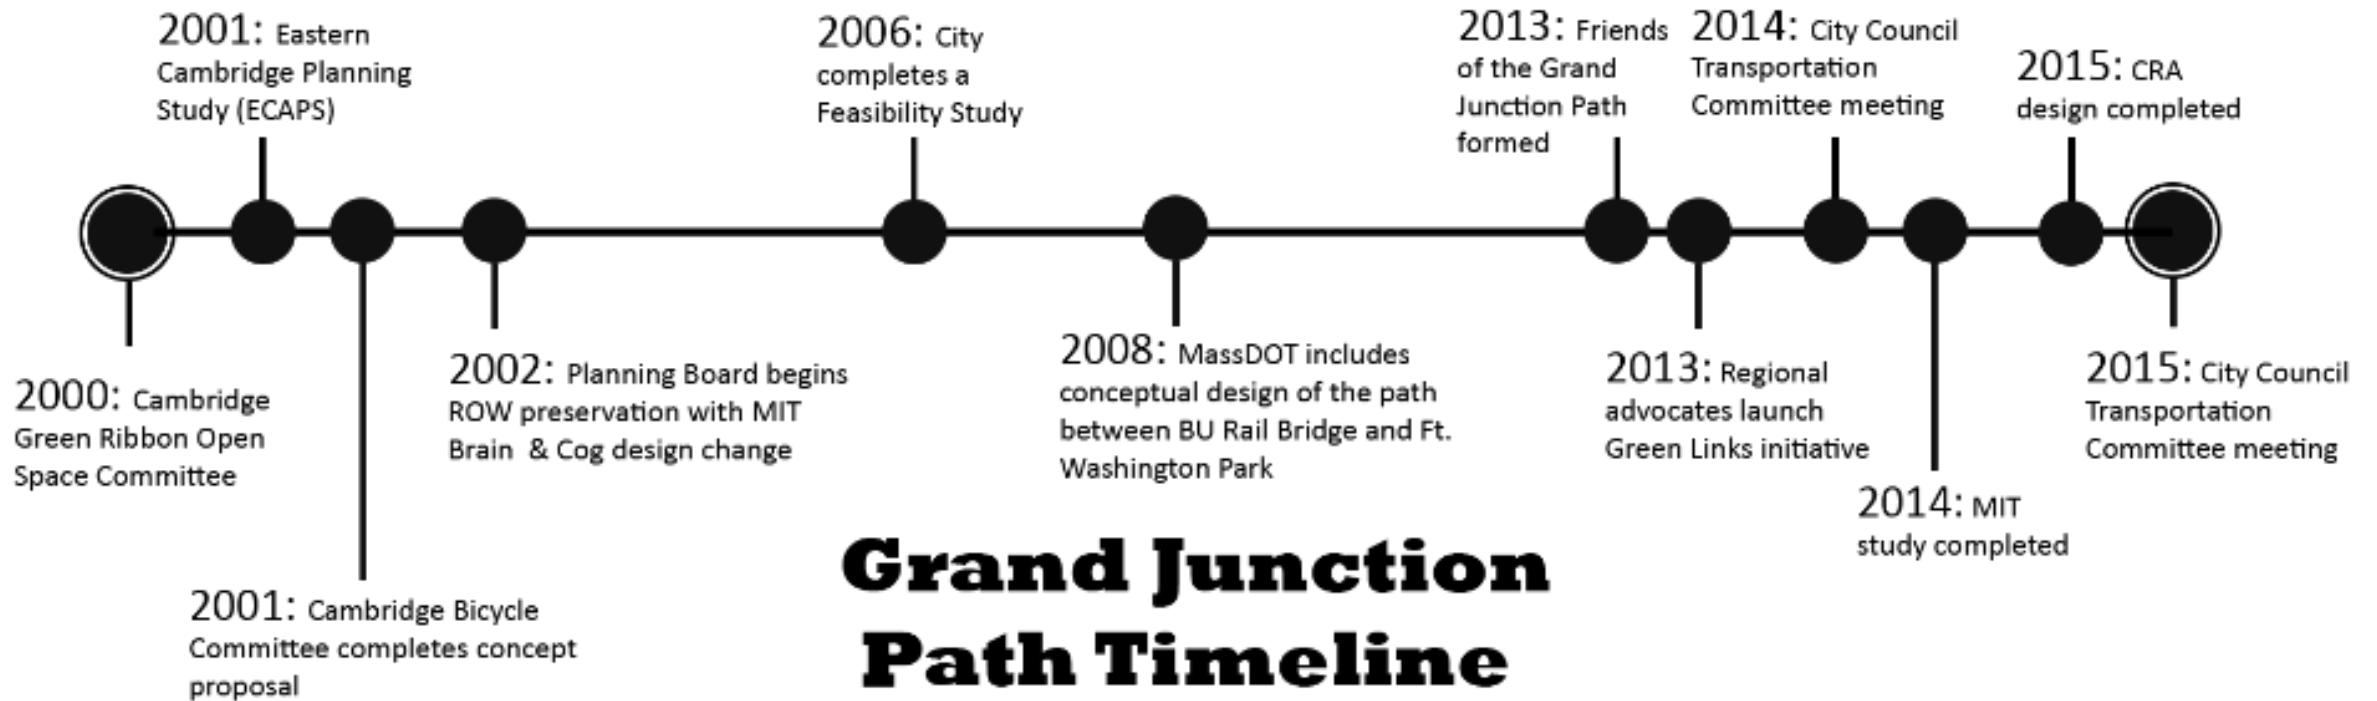 2001: Eastern
Cambridge Planning
Study (ECAPS)
2006: City
completes a
Feasibility Study
2013: Friends
of the Grand
Junction Path
formed
2014: City Council
Transportation
Committee meeting
2015: CRA
design completed
2000: Cambridge
Green Ribbon Open
Space Committee
2001: Cambridge Bicycle
Committee completes concept
proposal
2002: Planning Board begins
ROW preservation with MIT
Brain & Cog design change
2008: MassDOT includes
conceptual design of the path
between BU Rail Bridge and Ft.
Washington Park
2013: Regional
advocates launch
Green Links initiative
2014: MIT
study completed
2015: City Council
Transportation
Committee meeting
Grand Junction
Path Timeline